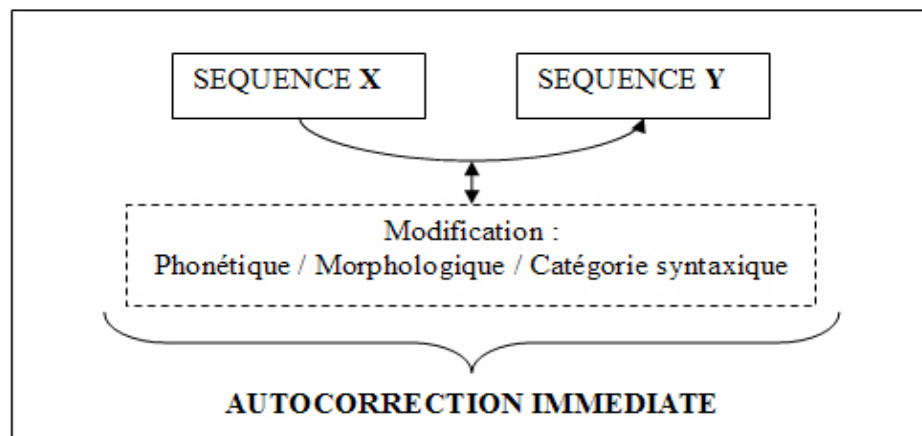 SEQUENCE X
SEQUENCE Y
Modification :
Phonétique / Morphologique / Catégorie syntaxique
AUTOCORRECTION IMMEDIATE